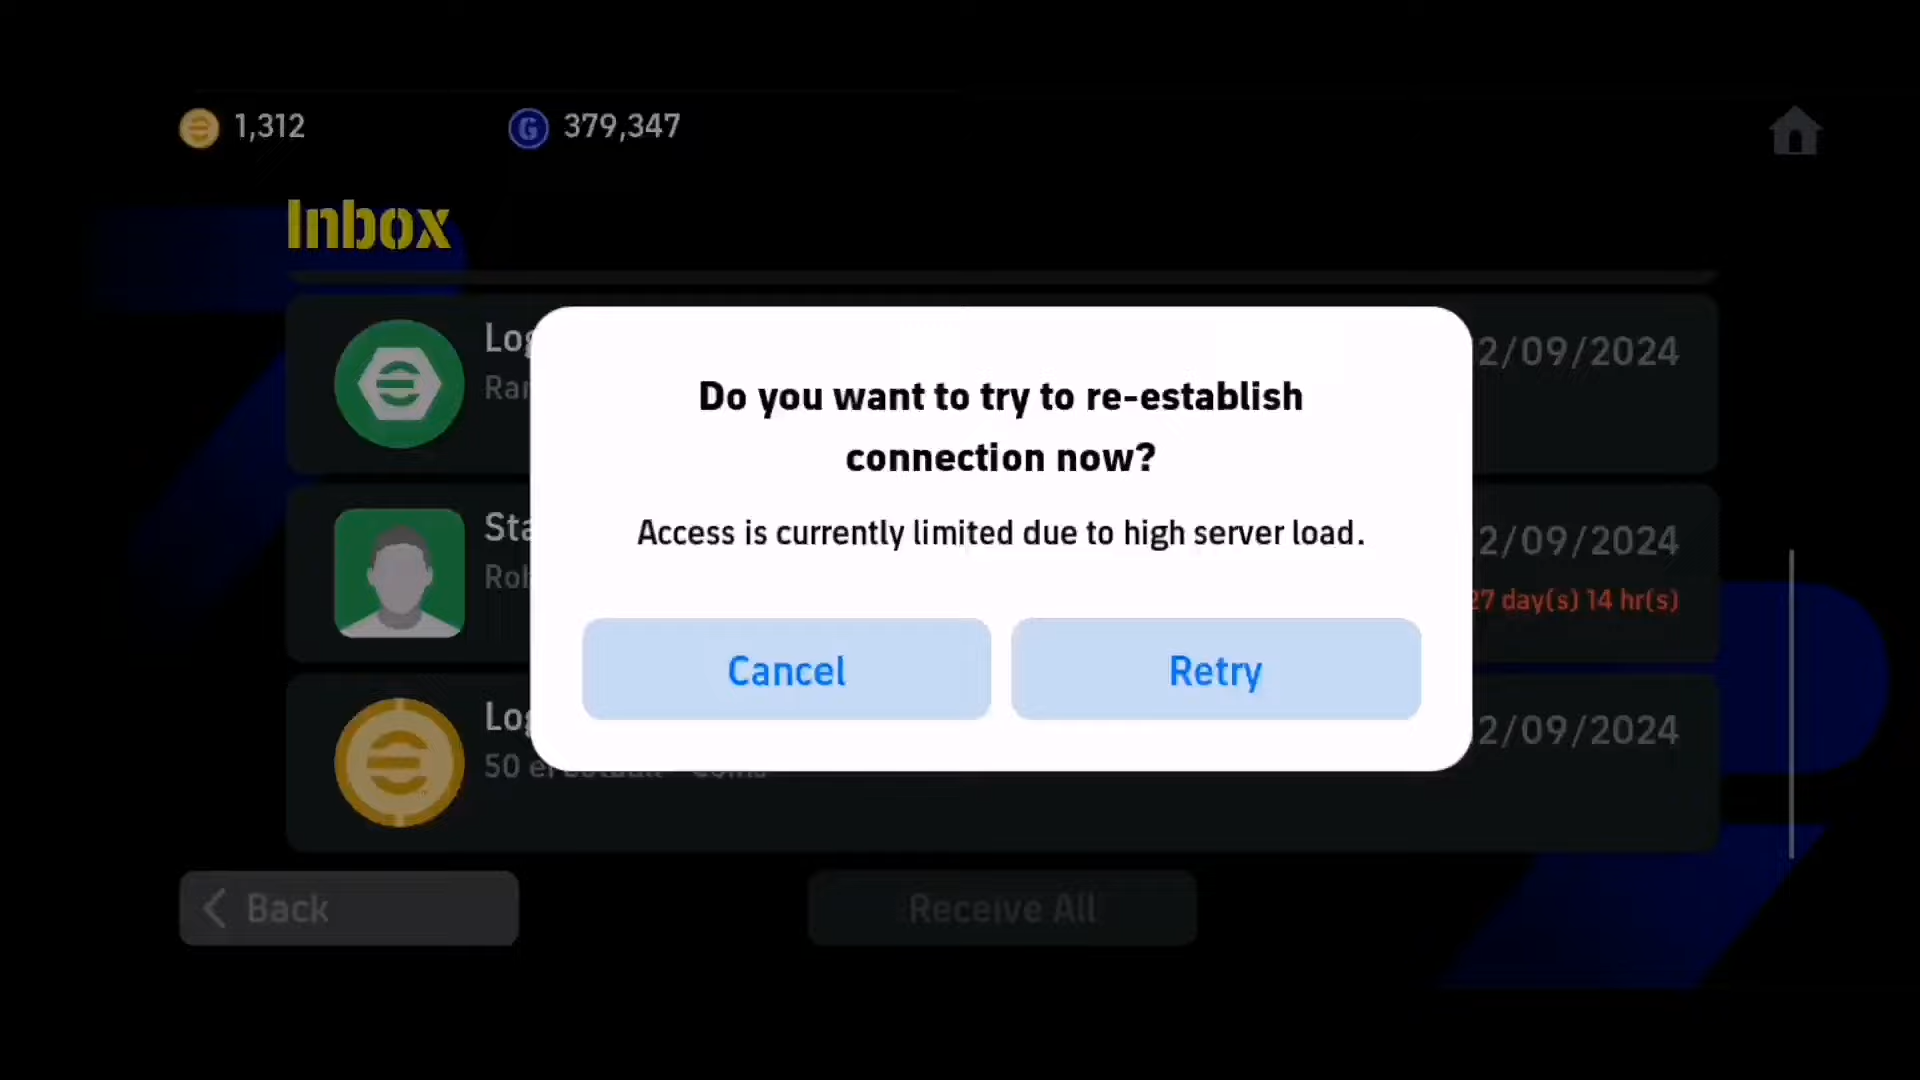 1,312
G 379,347
Inbox
2/09/2024
Do you want to try to re-establish
connection now?
Access is currently limited due to high server load.
2/09/2024
27 day(s) 14 hr(s)
Cancel
Retry
2/09/2024
50
Back
Receive All